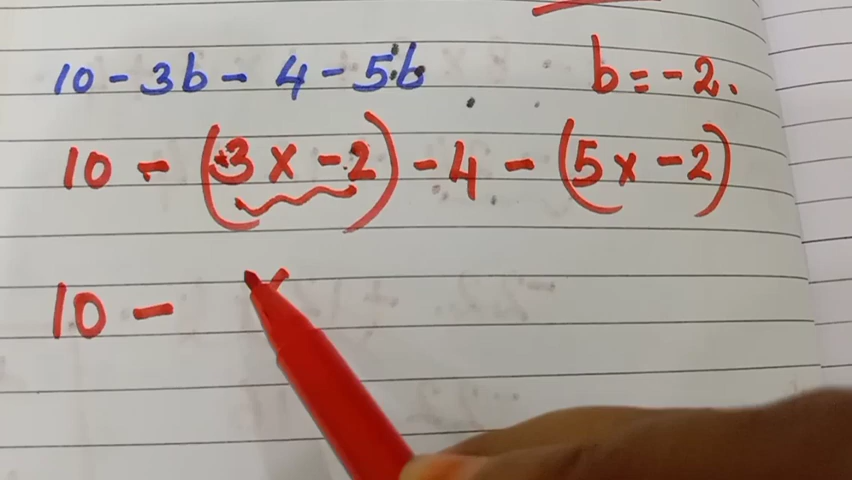 10 - 3b - 4 - 5b b = -2.
10 - (+3 x -2) - 4 - (5 x -2)
10 -